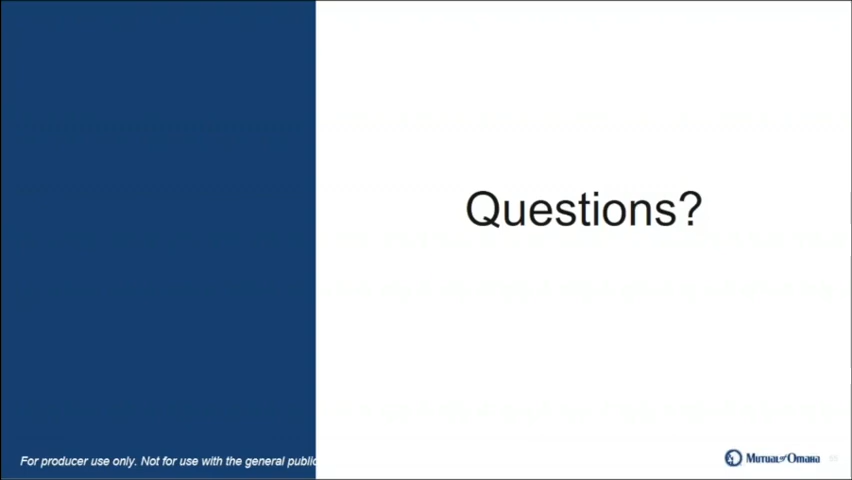 Questions?
For producer use only. Not for use with the general public
Mutual of Omaha